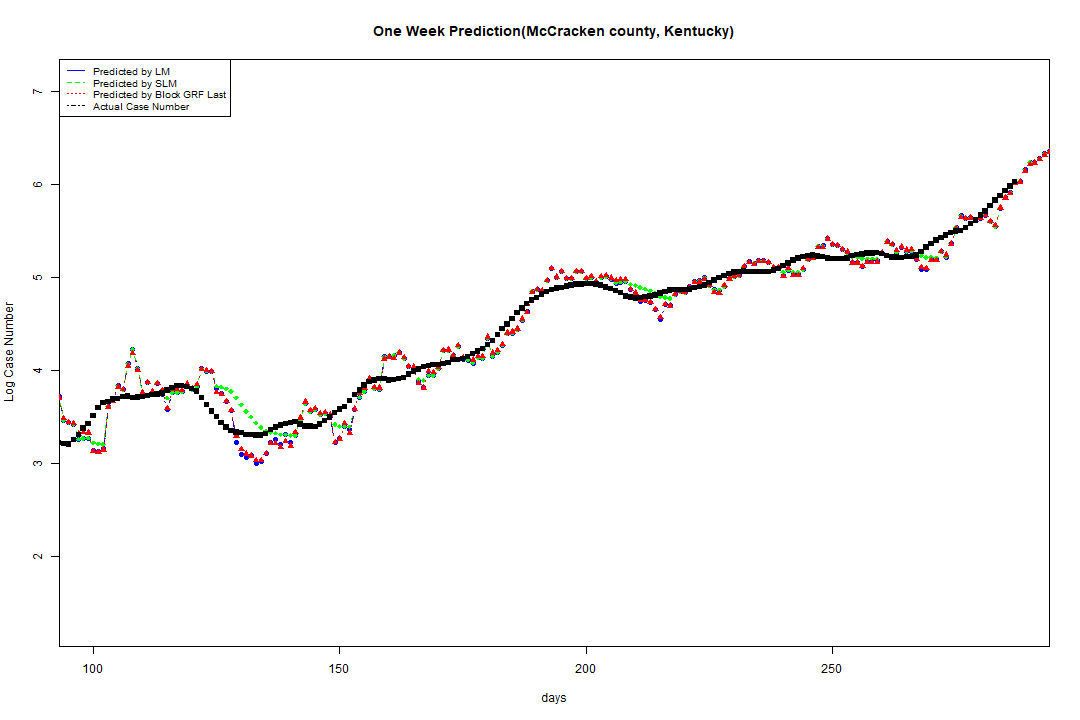 One Week Prediction(McCracken county, Kentucky)
Predicted by LM
Predicted by SLM
Predicted by Block GRF Last
Actual Case Number
7
6
5
4
3
2
Log Case Number
100 150 200 250
days